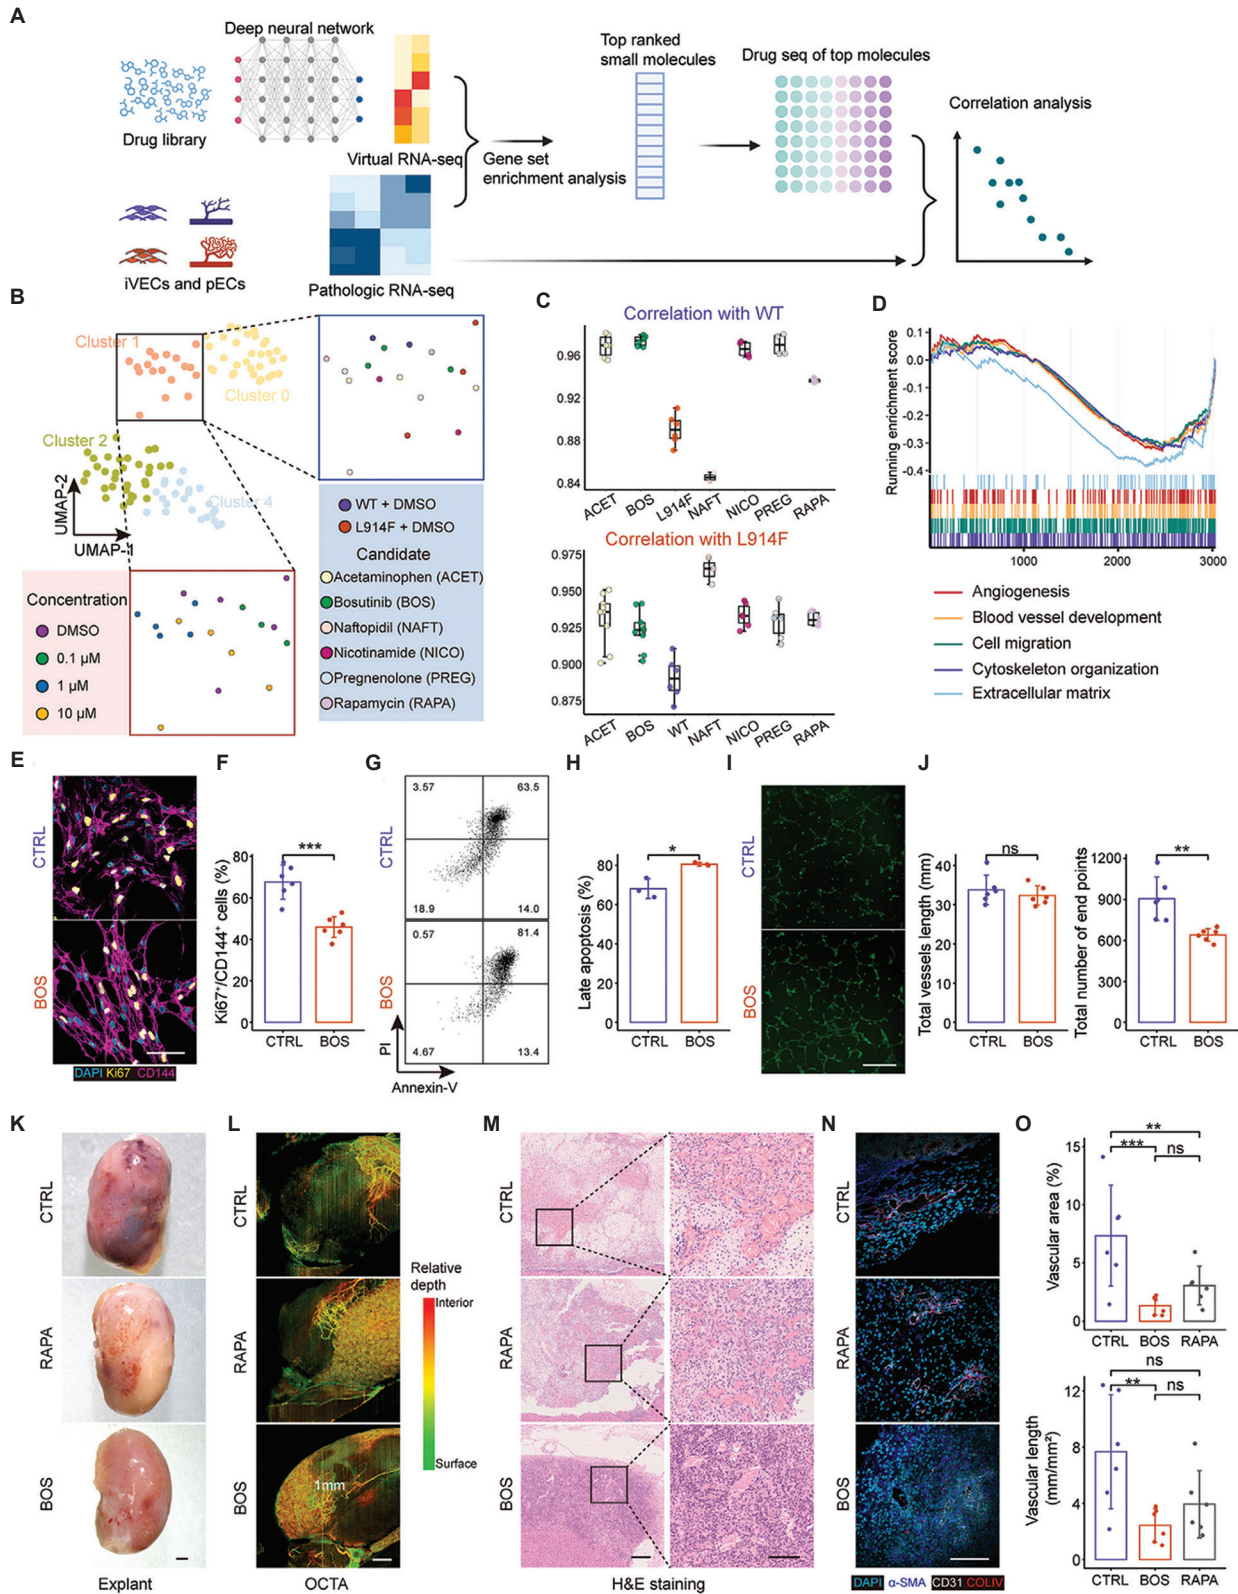 A
Deep neural network
Drug library
Virtual RNA-seq
iVECs and pECs
Pathologic RNA-seq
Gene set
enrichment analysis
Top ranked
small molecules
Drug seq of top molecules
Correlation analysis
B
Cluster 1
Cluster 0
Cluster 2
Cluster 4
UMAP-2
UMAP-1
Concentration
DMSO
0.1 µM
1 µM
10 µM
WT + DMSO
L914F + DMSO
Candidate
Acetaminophen (ACET)
Bosutinib (BOS)
Naftopidil (NAFT)
Nicotinamide (NICO)
Pregnenolone (PREG)
Rapamycin (RAPA)
C
Correlation with WT
0.96
0.92
0.88
0.84
ACET BOS L914F NAFT NICO PREG RAPA
Correlation with L914F
0.975
0.950
0.925
0.900
0.875
ACET BOS WT NAFT NICO PREG RAPA
D
Running enrichment score
0.1
0.0
-0.1
-0.2
-0.3
-0.4
1000 2000 3000
Angiogenesis
Blood vessel development
Cell migration
Cytoskeleton organization
Extracellular matrix
E
CTRL
BOS
DAPI Ki67 CD144
F
Ki67⁺/CD144⁺ cells (%)
80
60
40
20
0
***
CTRL BOS
G
CTRL
3.57 63.5
18.9 14.0
BOS
0.57 81.4
4.67 13.4
PI
Annexin-V
H
Late apoptosis (%)
80
60
40
20
0
*
CTRL BOS
I
CTRL
BOS
J
Total vessels length (mm)
40
30
20
10
0
ns
CTRL BOS
Total number of end points
1200
900
600
300
0
**
CTRL BOS
K
CTRL
RAPA
BOS
Explant
L
CTRL
RAPA
BOS
1mm
OCTA
Relative
depth
Interior
Surface
M
CTRL
RAPA
BOS
H&E staining
N
CTRL
RAPA
BOS
DAPI α-SMA CD31 COLIV
O
Vascular area (%)
15
10
5
0
**
*** ns
CTRL BOS RAPA
Vascular length
(mm/mm²)
12
8
4
0
ns
** ns
CTRL BOS RAPA